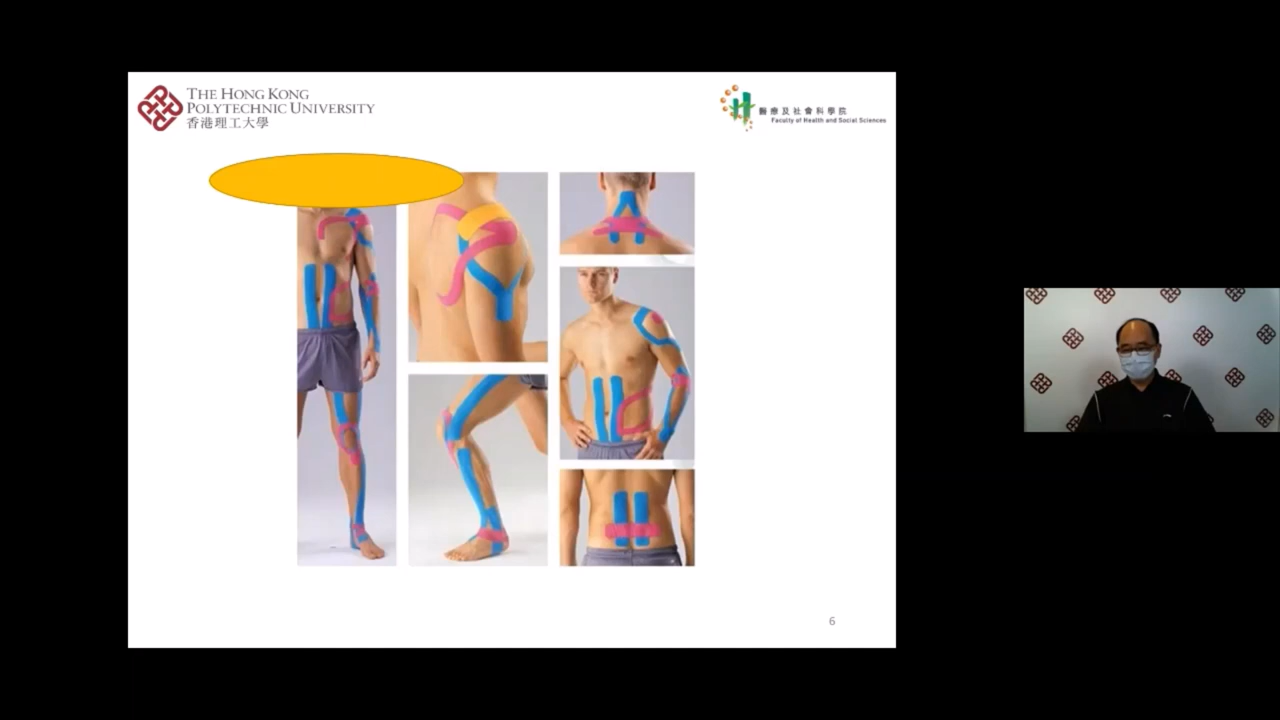 THE HONG KONG
POLYTECHNIC UNIVERSITY
香港理工大學
醫療及社會科學院
Faculty of Health and Social Sciences
6